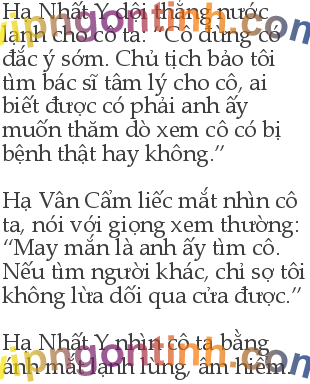 Hạ Nhất Y dội thẳng nước
lạnh cho cô ta: “Cô đừng có
đắc ý sớm. Chủ tịch bảo tôi
tìm bác sĩ tâm lý cho cô, ai
biết được có phải anh ấy
muốn thăm dò xem cô có bị
bệnh thật hay không.”
Hạ Vân Cẩm liếc mắt nhìn cô
ta, nói với giọng xem thường:
“May mắn là anh ấy tìm cô.
Nếu tìm người khác, chỉ sợ tôi
không lừa dối qua cửa được.”
Hạ Nhất Y nhìn cô ta bằng
ánh mắt lạnh lùng, âm hiểm.
vipngontinh.com
vipngontinh.com